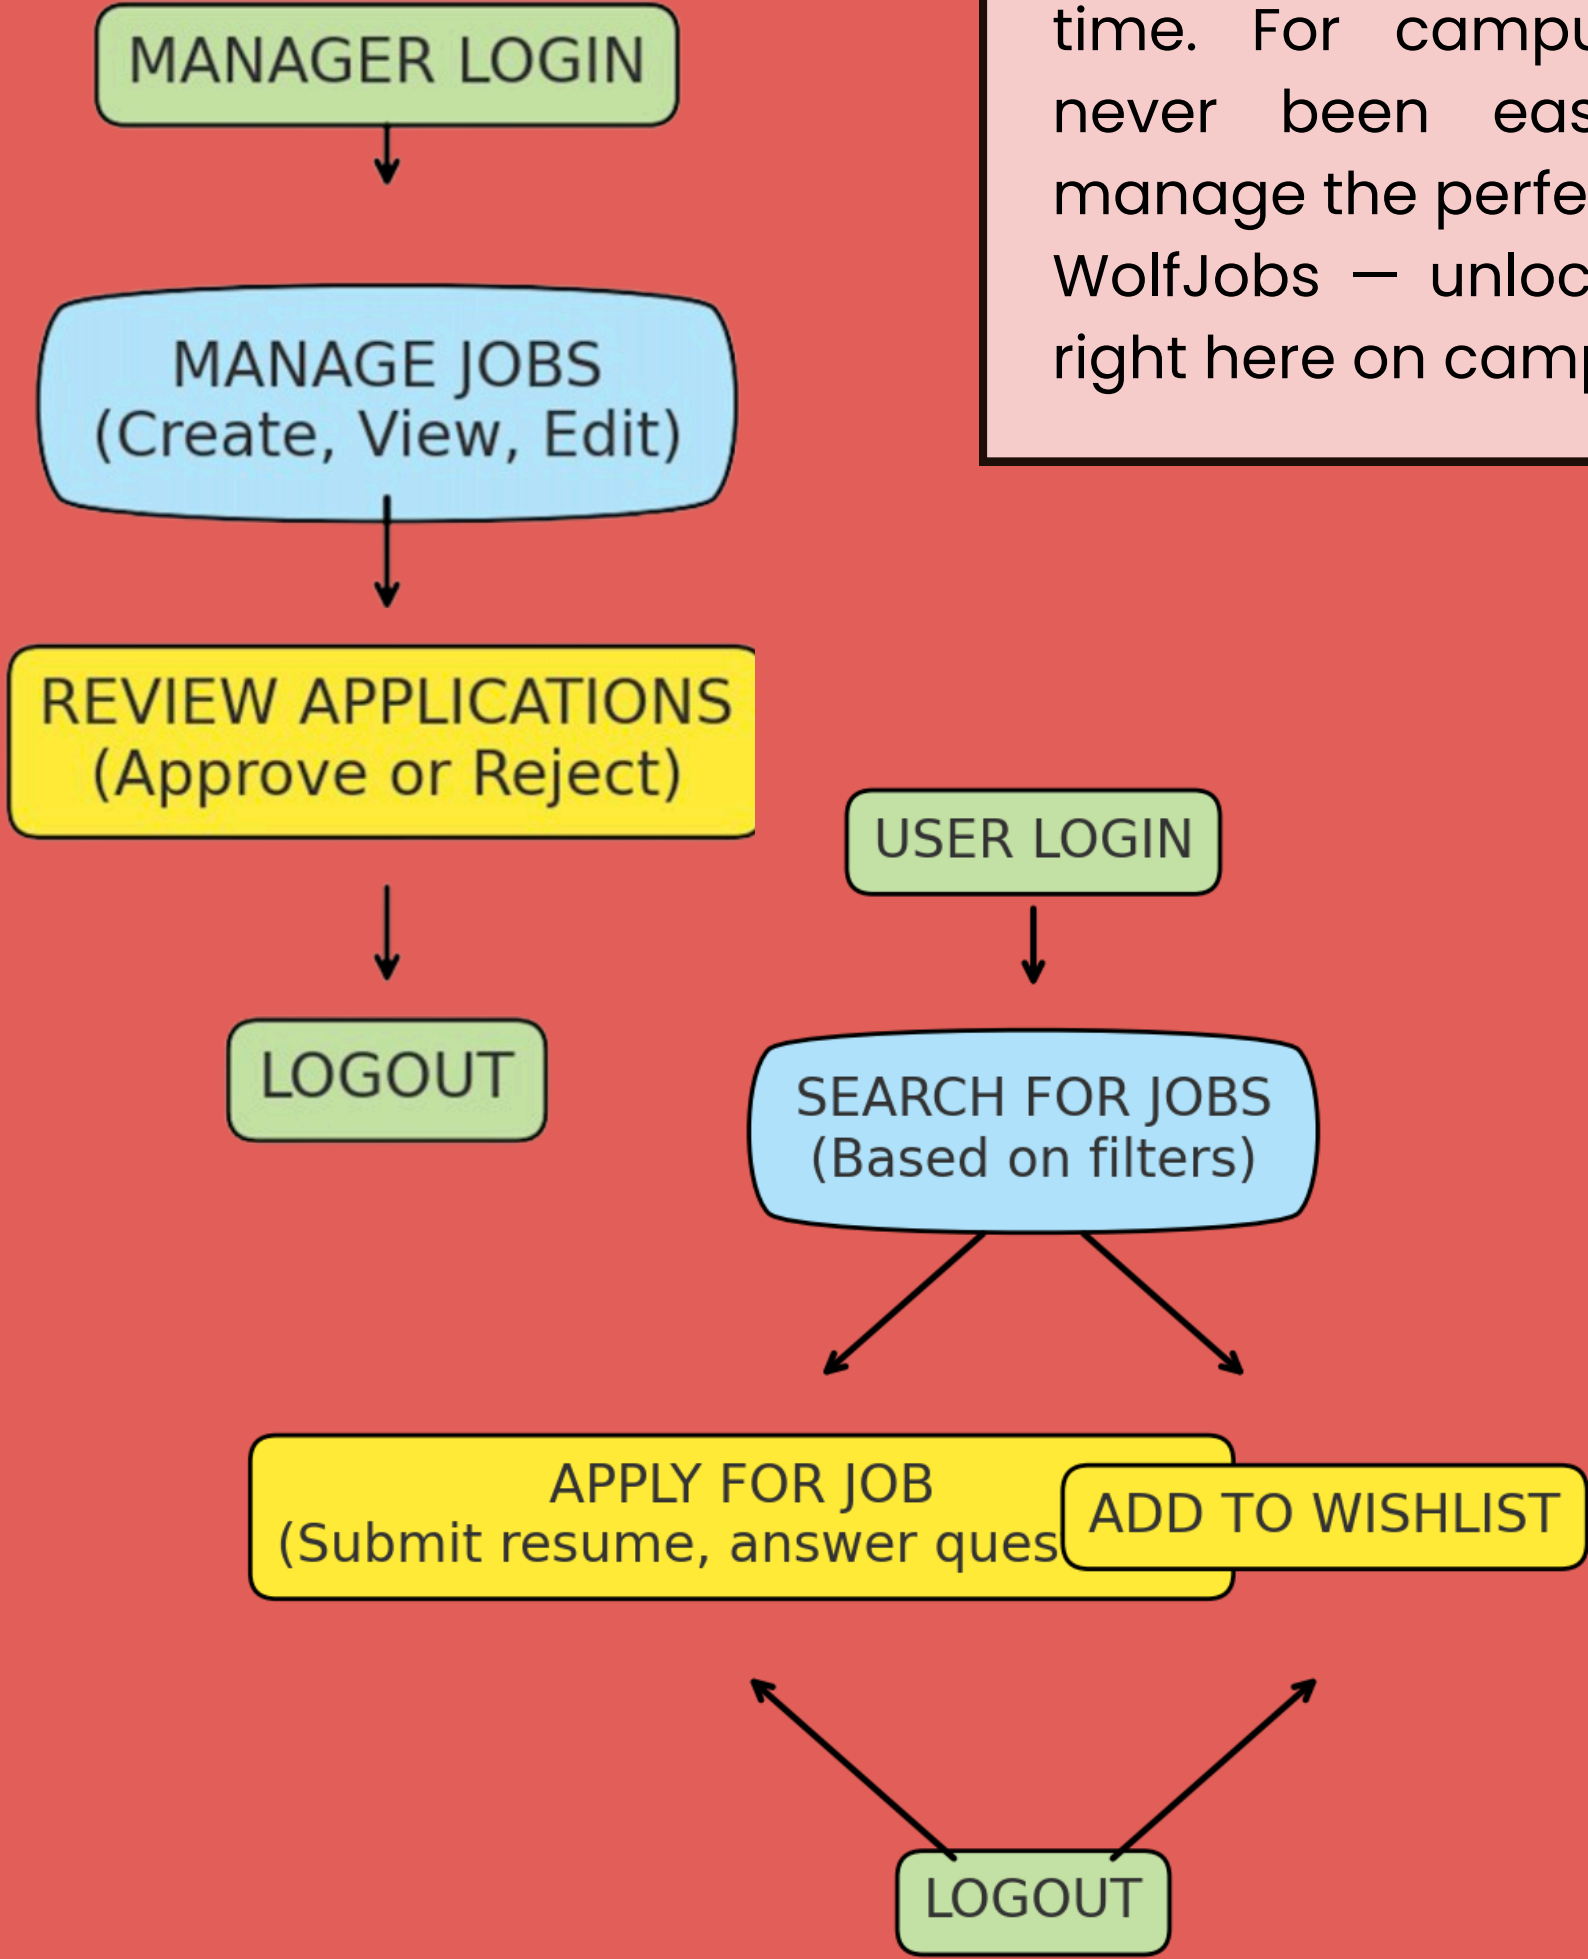 MANAGER LOGIN
MANAGE JOBS
(Create, View, Edit)
REVIEW APPLICATIONS
(Approve or Reject)
LOGOUT
time. For
never been
manage the
WolfJobs —
right here on
USER LOGIN
SEARCH FOR JOBS
(Based on filters)
APPLY FOR JOB
(Submit resume, answer
ADD TO WISHLIST
LOGOUT